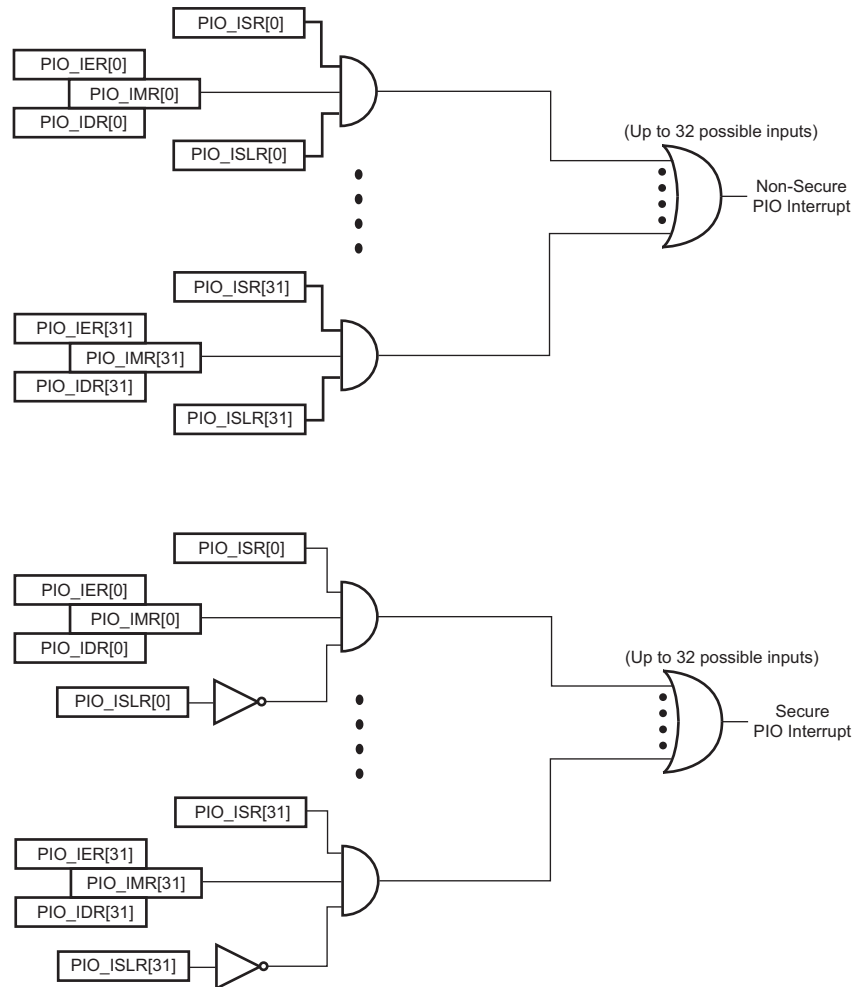 PIO_ISR[0]
PIO_IER[0]
PIO_IMR[0]
PIO_IDR[0]
PIO_ISLR[0]
(Up to 32 possible inputs)
Non-Secure
PIO Interrupt
PIO_ISR[31]
PIO_IER[31]
PIO_IMR[31]
PIO_IDR[31]
PIO_ISLR[31]
PIO_ISR[0]
PIO_IER[0]
PIO_IMR[0]
PIO_IDR[0]
PIO_ISLR[0]
(Up to 32 possible inputs)
Secure
PIO Interrupt
PIO_ISR[31]
PIO_IER[31]
PIO_IMR[31]
PIO_IDR[31]
PIO_ISLR[31]